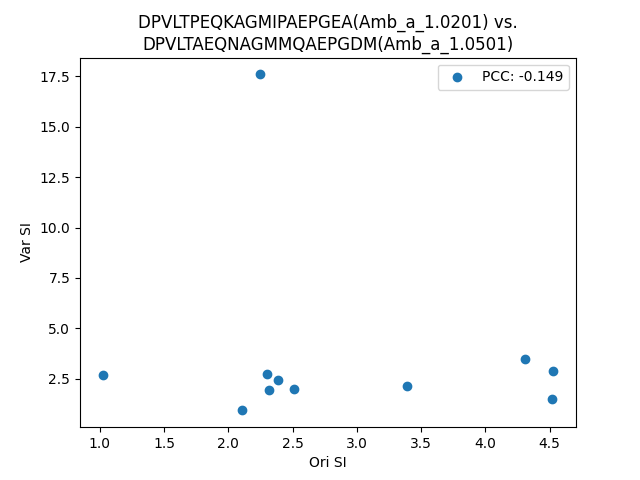 DPVLTPEQKAGMIPAEPGEA(Amb_a_1.0201) vs.
DPVLTAEQNAGMMQAEPGDM(Amb_a_1.0501)
PCC: -0.149
17.5
15.0
12.5
10.0
7.5
5.0
2.5
Var SI
1.0 1.5 2.0 2.5 3.0 3.5 4.0 4.5
Ori SI